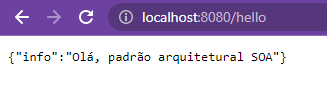 localhost:8080/hello
{"info":"Olá, padrão arquitetural SOA"}